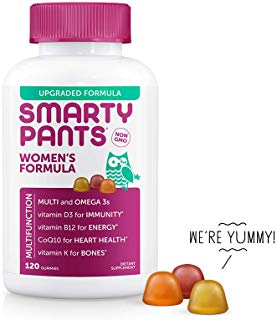 UPGRADED FORMULA
SMARTY
PANTS®
NON
GMO
WOMEN'S
FORMULA
MULTIFUNCTION
MULTI and OMEGA 3s
vitamin D3 for IMMUNITY*
vitamin B12 for ENERGY*
CoQ10 for HEART HEALTH*
vitamin K for BONES*
120 GUMMIES
DIETARY
SUPPLEMENT
WE'RE YUMMY!